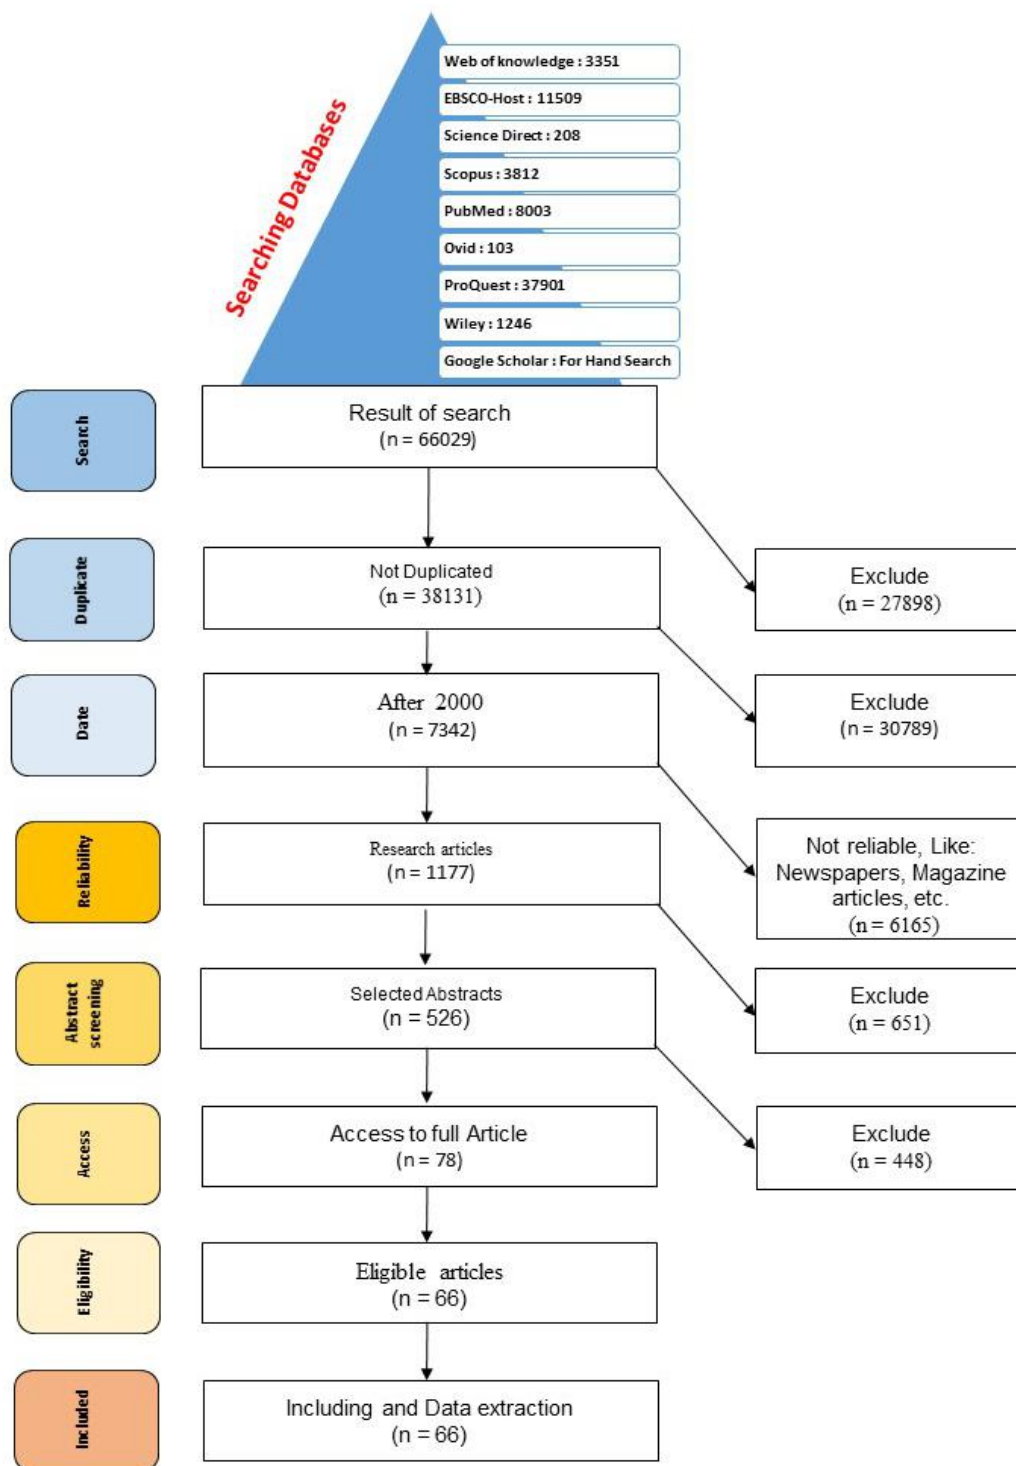 Searching Databases
Web of knowledge : 3351
EBSCO-Host : 11509
Science Direct : 208
Scopus : 3812
PubMed : 8003
Ovid : 103
ProQuest : 37901
Wiley : 1246
Google Scholar : For Hand Search
Search
Result of search
(n = 66029)
Duplicate
Not Duplicated
(n = 38131)
Exclude
(n = 27898)
Date
After 2000
(n = 7342)
Exclude
(n = 30789)
Reliability
Research articles
(n = 1177)
Not reliable, Like:
Newspapers, Magazine
articles, etc.
(n = 6165)
Abstract
screening
Selected Abstracts
(n = 526)
Exclude
(n = 651)
Access
Access to full Article
(n = 78)
Exclude
(n = 448)
Eligibility
Eligible articles
(n = 66)
Included
Including and Data extraction
(n = 66)